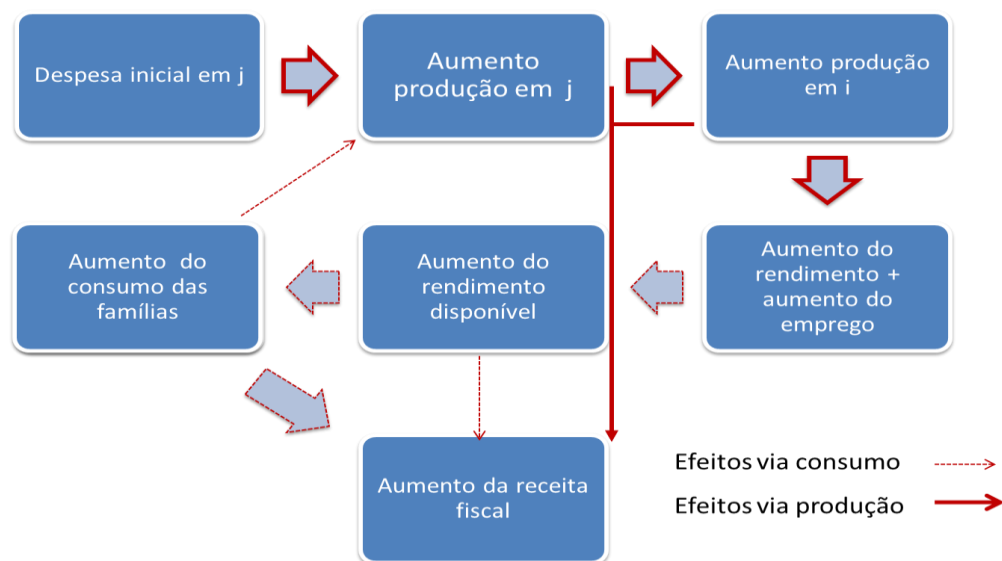 Despesa inicial em j
Aumento
produção em j
Aumento produção
em i
Aumento do
consumo das
famílias
Aumento do
rendimento
disponível
Aumento do
rendimento +
aumento do
emprego
Aumento da receita
fiscal
Efeitos via consumo
Efeitos via produção